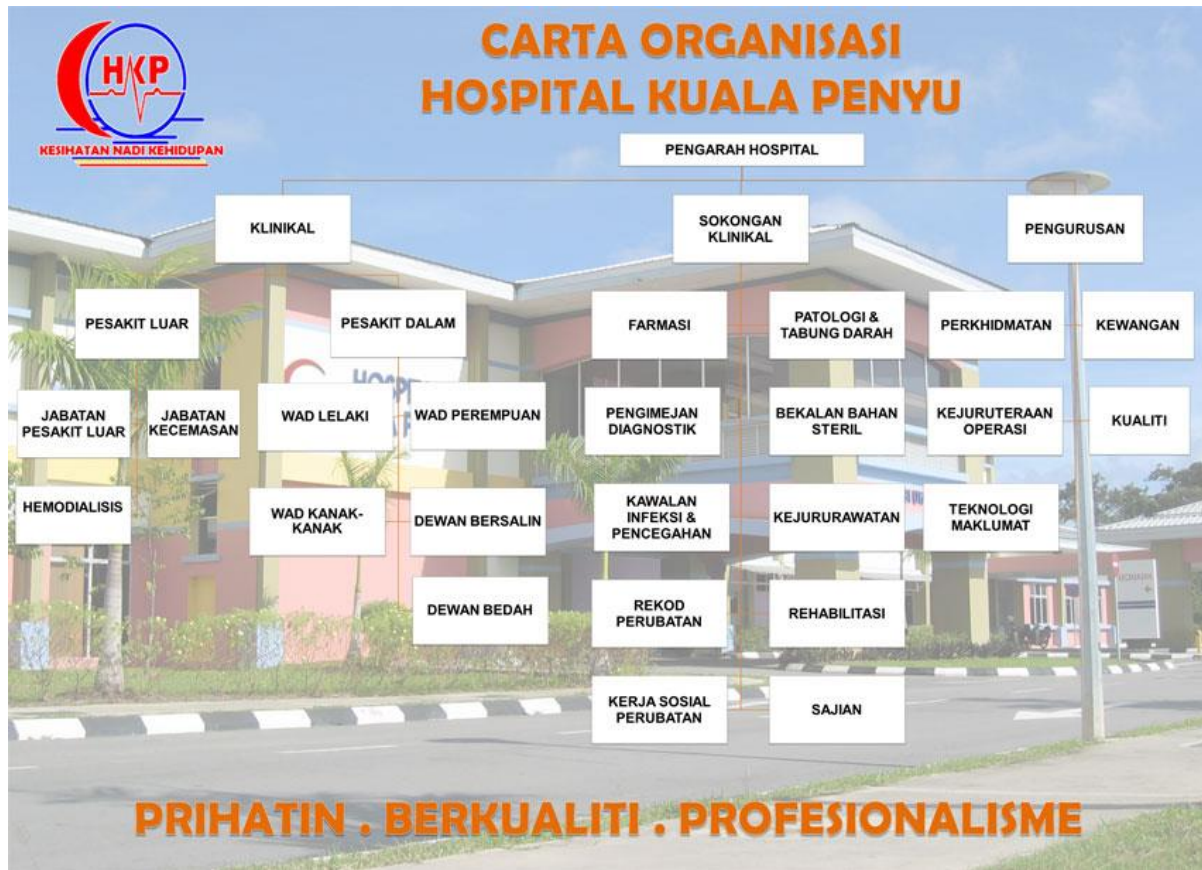 CARTA ORGANISASI
HOSPITAL KUALA PENYU
HKP
KESIHATAN NADI KEHIDUPAN
PENGARAH HOSPITAL
KLINIKAL
SOKONGAN
KLINIKAL
PENGURUSAN
PESAKIT LUAR
PESAKIT DALAM
FARMASI
PATOLOGI &
TABUNG DARAH
PERKHIDMATAN
KEWANGAN
JABATAN
PESAKIT LUAR
JABATAN
KECEMASAN
WAD LELAKI
WAD PEREMPUAN
PENGIMEJAN
DIAGNOSTIK
BEKALAN BAHAN
STERIL
KEJURUTERAAN
OPERASI
KUALITI
HEMODIALISIS
WAD KANAK-
KANAK
DEWAN BERSALIN
KAWALAN
INFEKSI &
PENCEGAHAN
KEJURURAWATAN
TEKNOLOGI
MAKLUMAT
DEWAN BEDAH
REKOD
PERUBATAN
REHABILITASI
KERJA SOSIAL
PERUBATAN
SAJIAN
PRIHATIN . BERKUALITI . PROFESIONALISME